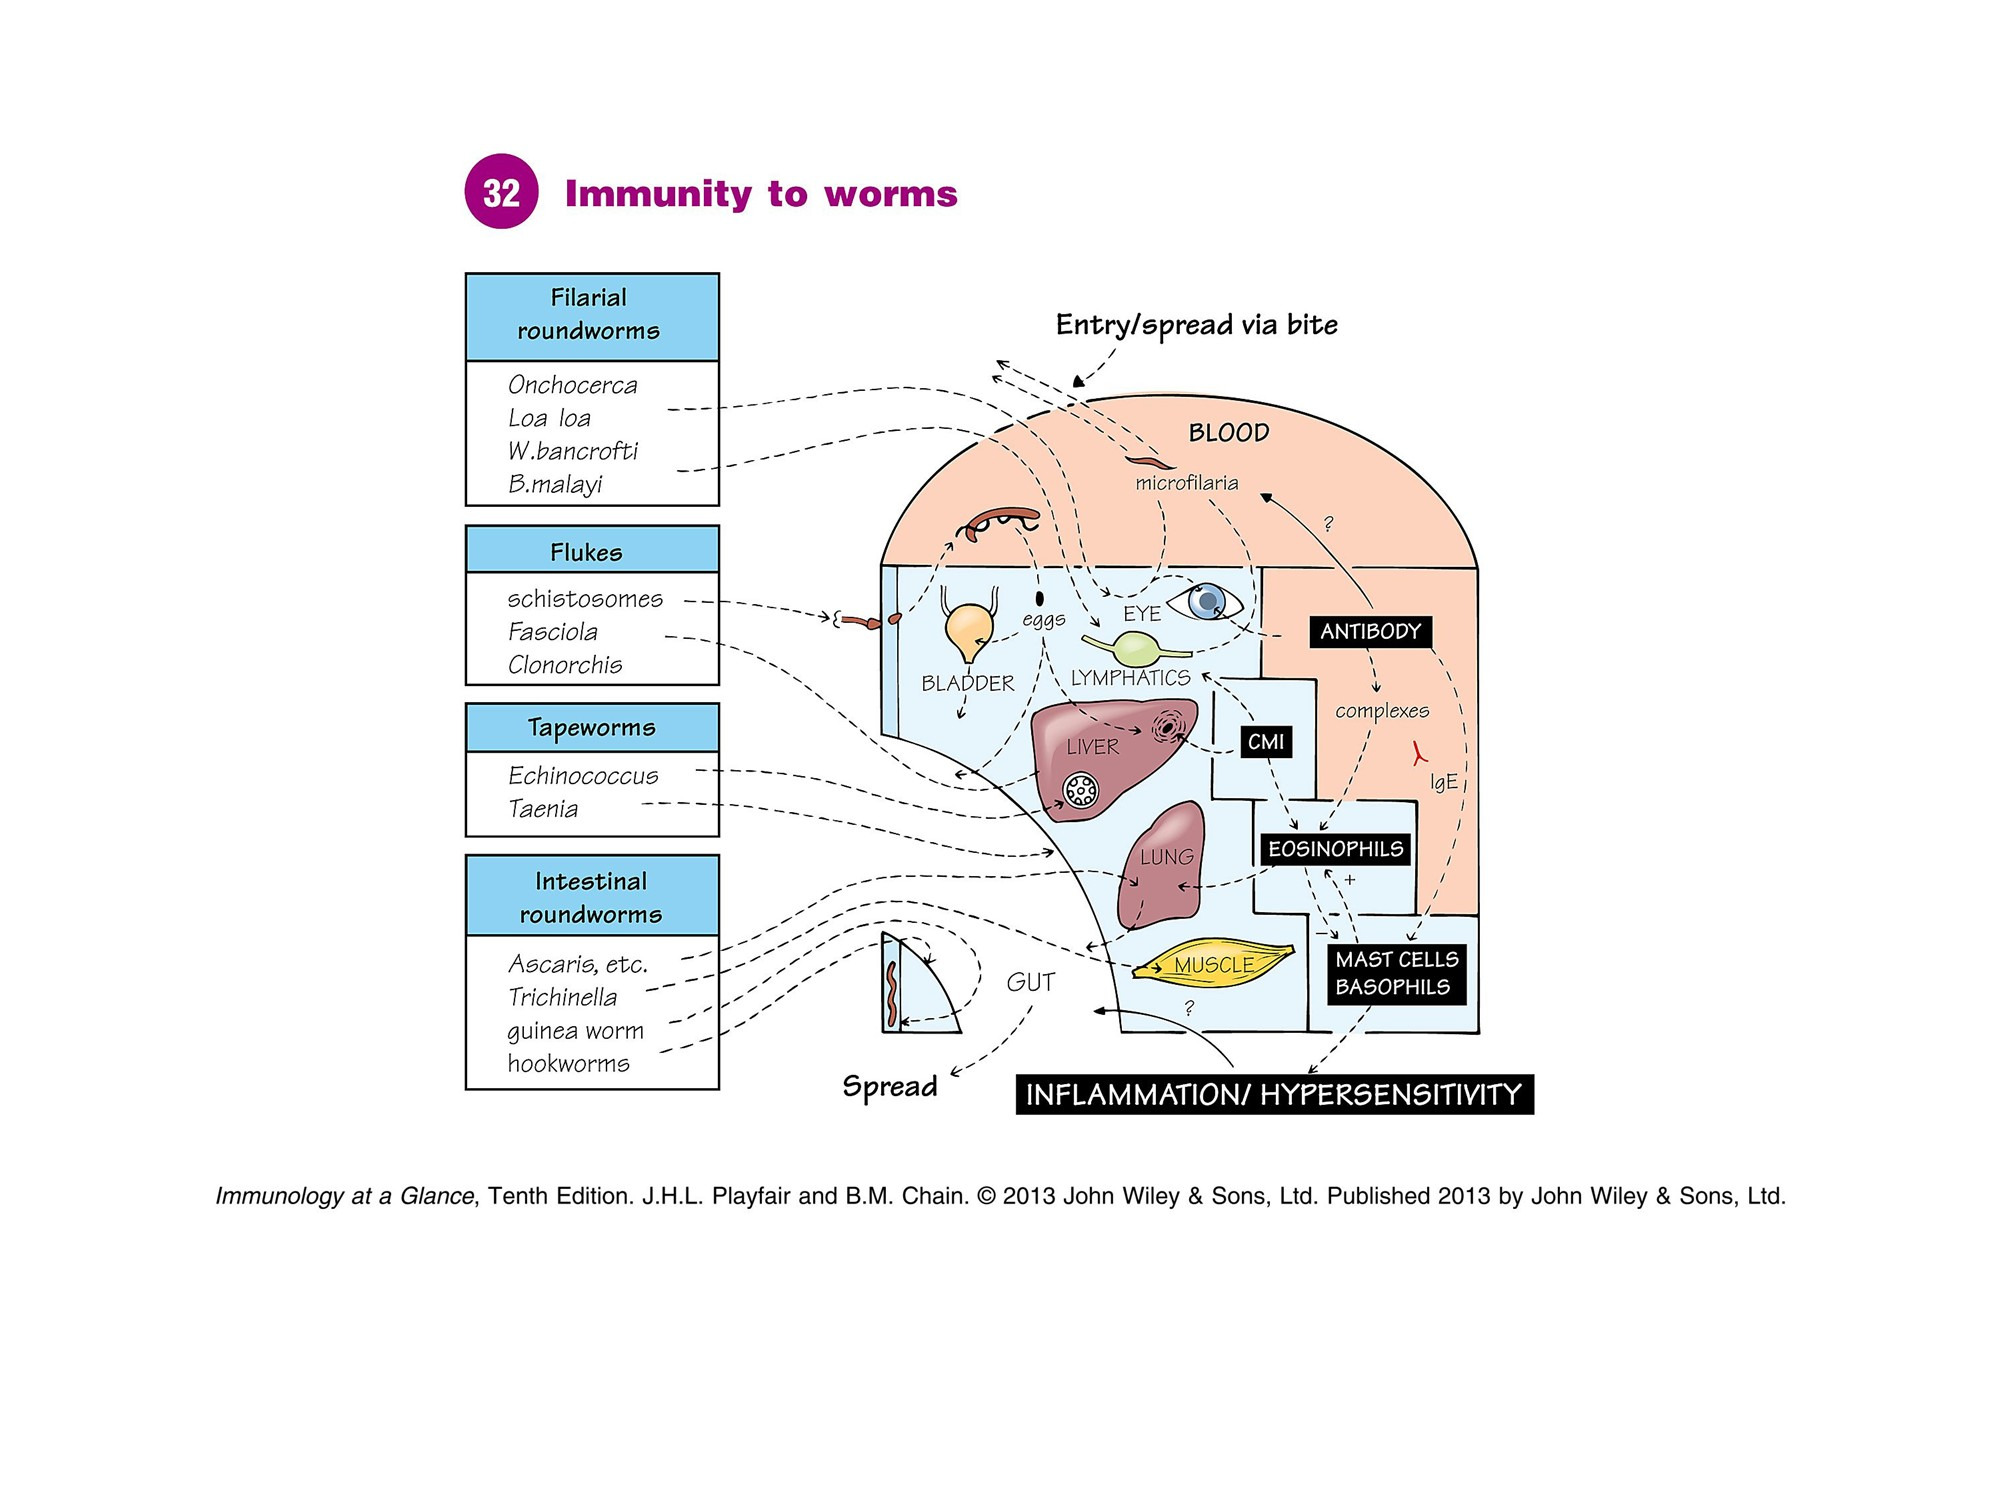 32 Immunity to worms
Filarial
roundworms
Onchocerca
Loa loa
W.bancrofti
B.malayi
Flukes
schistosomes
Fasciola
Clonorchis
Tapeworms
Echinococcus
Taenia
Intestinal
roundworms
Ascaris, etc.
Trichinella
guinea worm
hookworms
Entry/spread via bite
BLOOD
microfilaria
?
eggs
EYE
ANTIBODY
BLADDER
LYMPHATICS
complexes
LIVER
CMI
IgE
LUNG
EOSINOPHILS
+
–
MAST CELLS
BASOPHILS
MUSCLE
GUT
?
Spread
INFLAMMATION/ HYPERSENSITIVITY
Immunology at a Glance, Tenth Edition. J.H.L. Playfair and B.M. Chain. © 2013 John Wiley & Sons, Ltd. Published 2013 by John Wiley & Sons, Ltd.